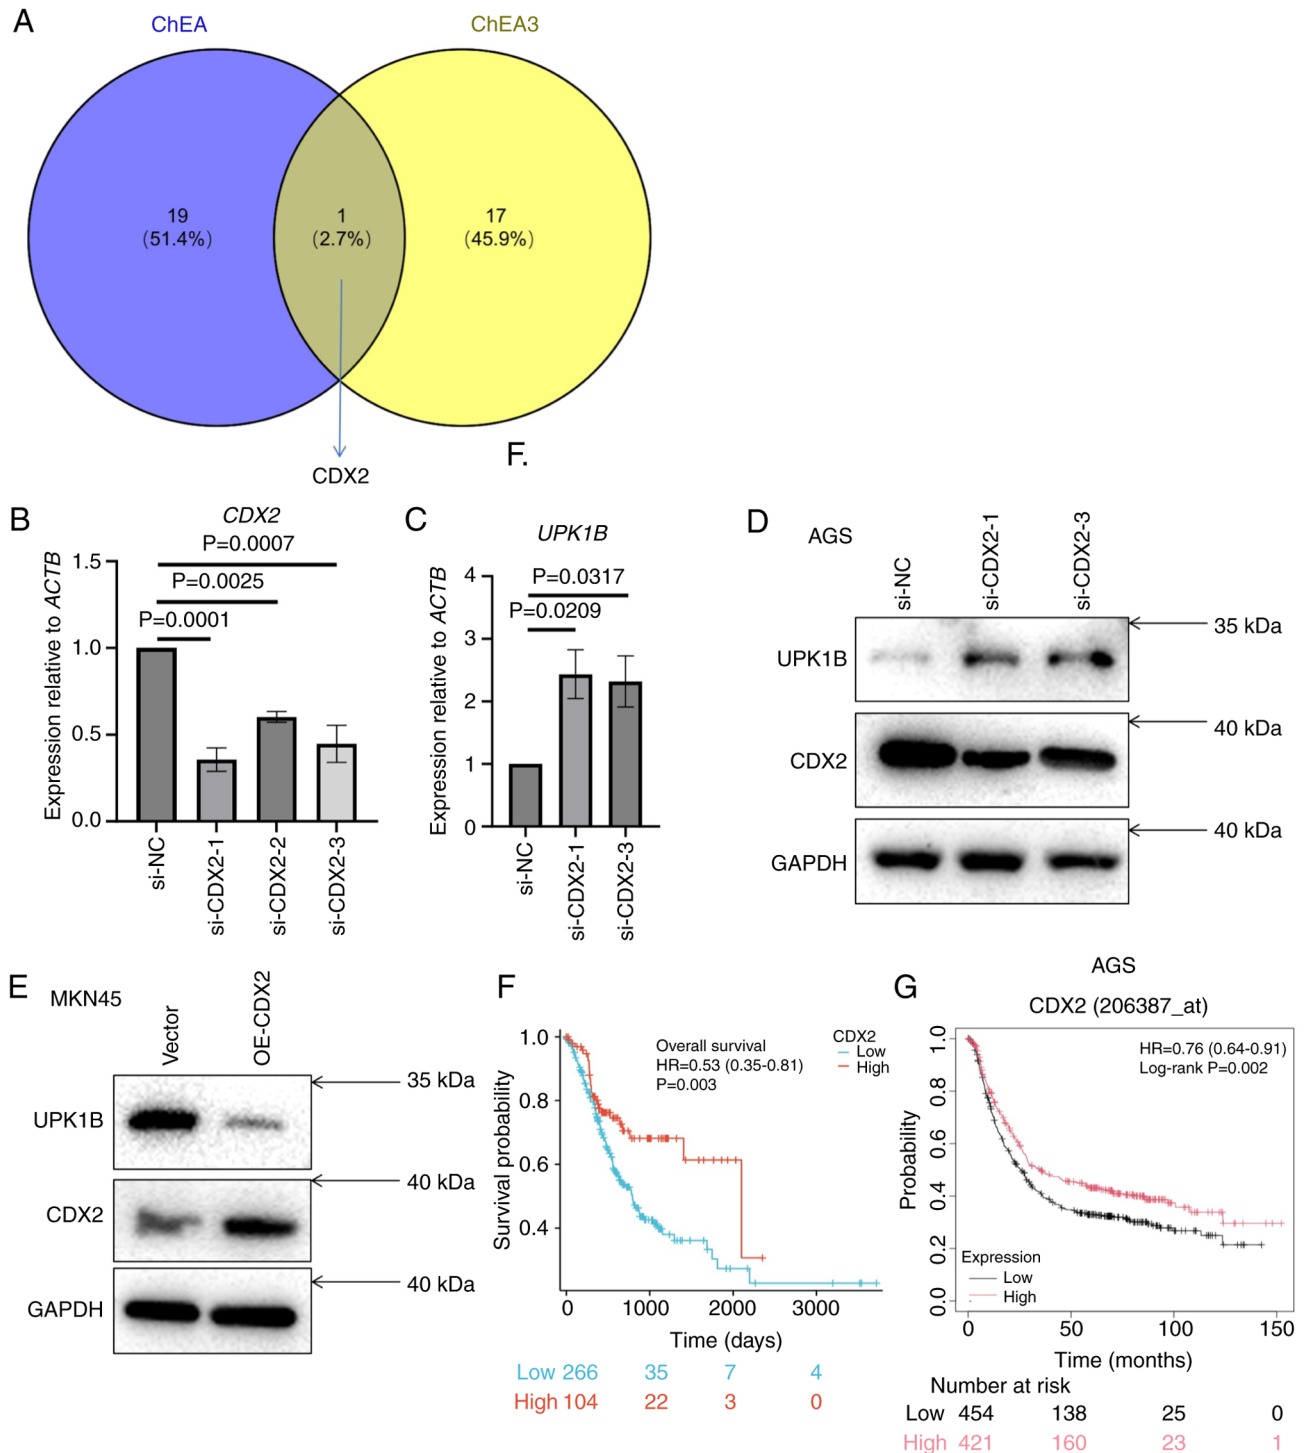 A
ChEA
ChEA3
19
(51.4%)
1
(2.7%)
17
(45.9%)
CDX2
F.
B
CDX2
P=0.0007
P=0.0025
P=0.0001
Expression relative to ACTB
1.5
1.0
0.5
0.0
si-NC
si-CDX2-1
si-CDX2-2
si-CDX2-3
C
UPK1B
P=0.0317
P=0.0209
Expression relative to ACTB
4
3
2
1
0
si-NC
si-CDX2-1
si-CDX2-3
D
AGS
si-NC
si-CDX2-1
si-CDX2-3
UPK1B
35 kDa
CDX2
40 kDa
GAPDH
40 kDa
E
MKN45
Vector
OE-CDX2
UPK1B
35 kDa
CDX2
40 kDa
GAPDH
40 kDa
F
Overall survival
HR=0.53 (0.35-0.81)
P=0.003
CDX2
Low
High
Survival probability
1.0
0.8
0.6
0.4
0
1000
2000
3000
Time (days)
Low 266 35 7 4
High 104 22 3 0
G
AGS
CDX2 (206387_at)
HR=0.76 (0.64-0.91)
Log-rank P=0.002
Probability
1.0
0.8
0.6
0.4
0.2
0.0
Expression
Low
High
0
50
100
150
Time (months)
Number at risk
Low 454 138 25 0
High 421 160 23 1